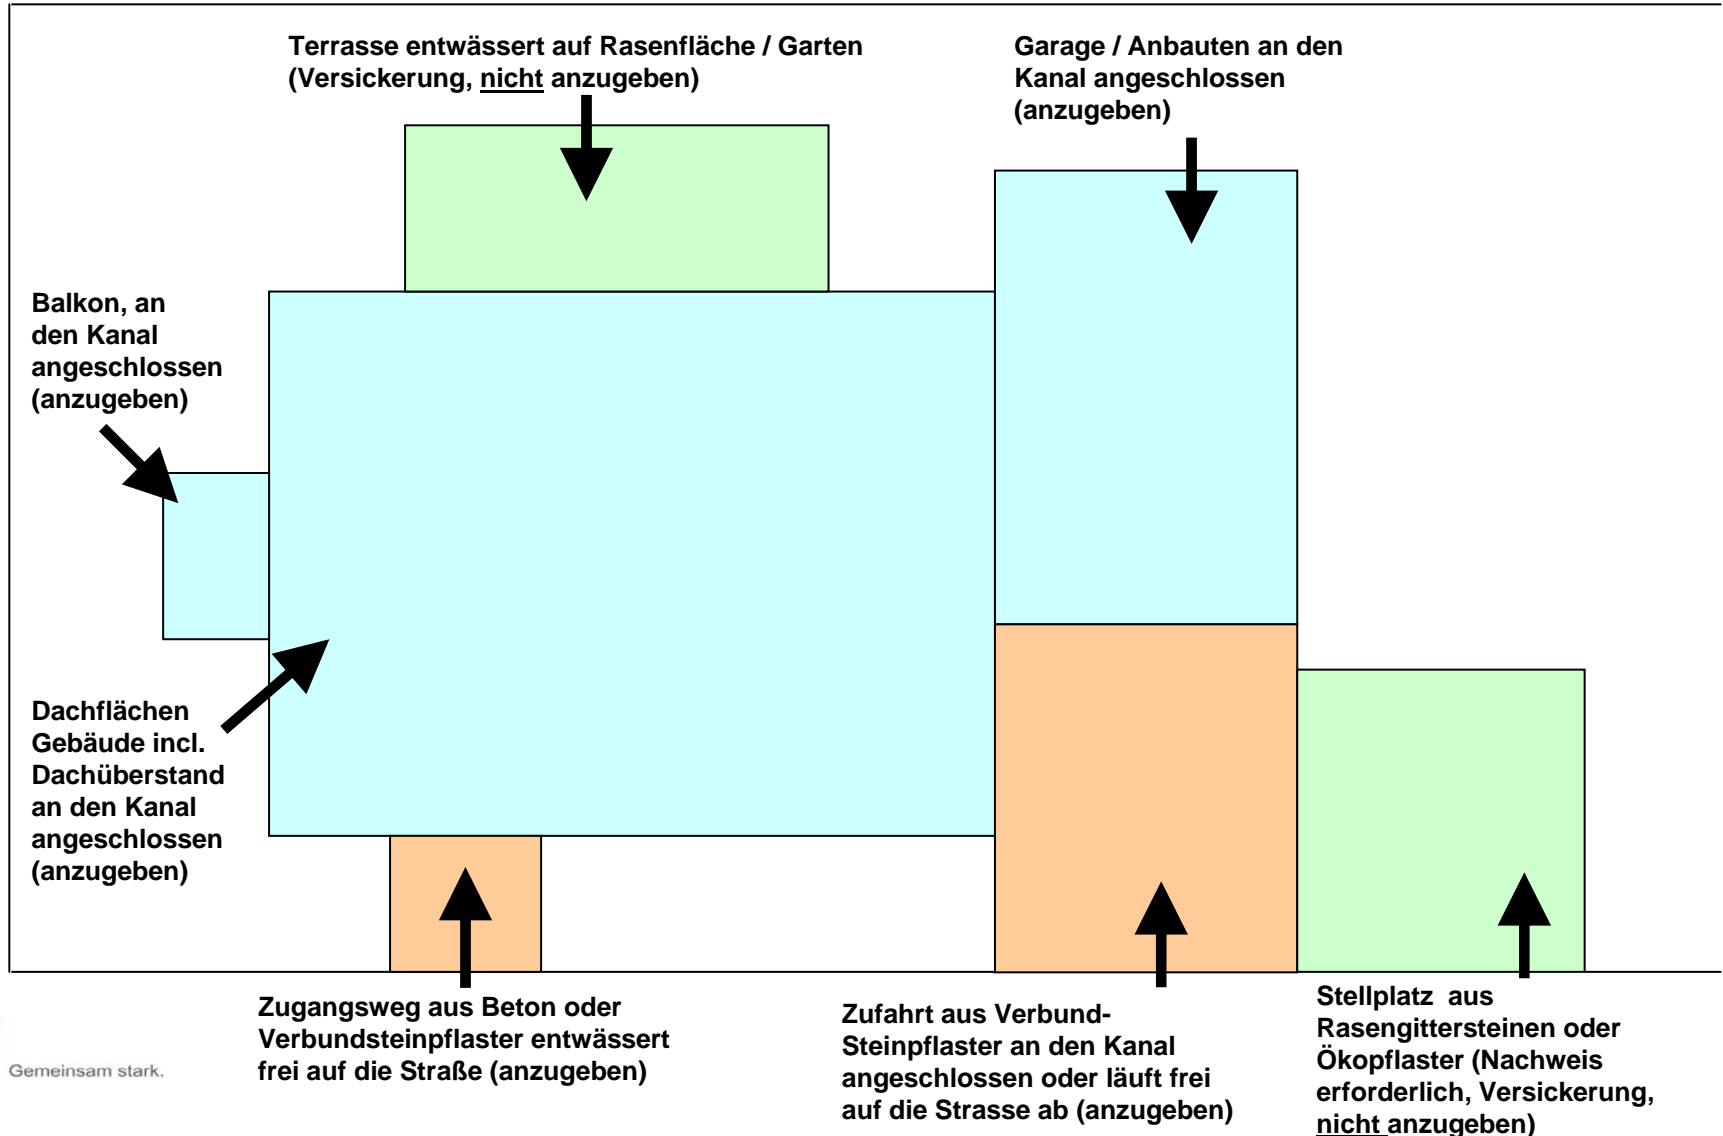 Terrasse entwässert auf Rasenfläche / Garten
(Versickerung, nicht anzugeben)
Garage / Anbauten an den
Kanal angeschlossen
(anzugeben)
Balkon, an
den Kanal
angeschlossen
(anzugeben)
Dachflächen
Gebäude incl.
Dachüberstand
an den Kanal
angeschlossen
(anzugeben)
Zugangsweg aus Beton oder
Verbundsteinpflaster entwässert
frei auf die Straße (anzugeben)
Zufahrt aus Verbund-
Steinpflaster an den Kanal
angeschlossen oder läuft frei
auf die Strasse ab (anzugeben)
Stellplatz aus
Rasengittersteinen oder
Ökopflaster (Nachweis
erforderlich, Versickerung,
nicht anzugeben)
Gemeinsam stark.